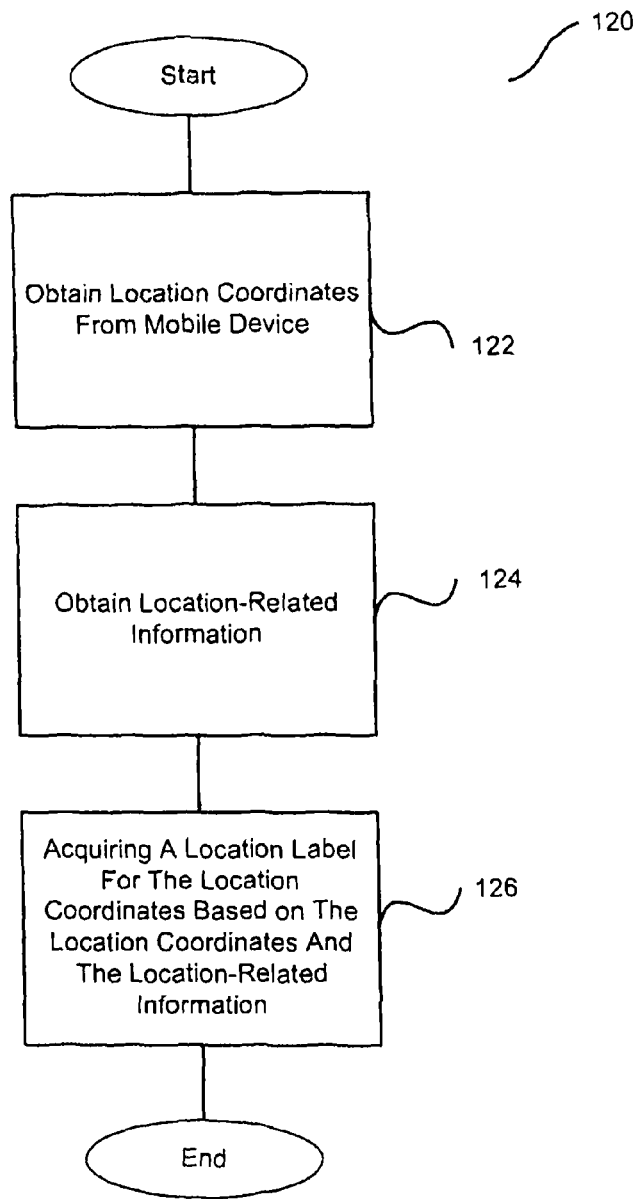 120
Start
Obtain Location Coordinates
From Mobile Device
122
Obtain Location-Related
Information
124
Acquiring A Location Label
For The Location
Coordinates Based on The
Location Coordinates And
The Location-Related
Information
126
End